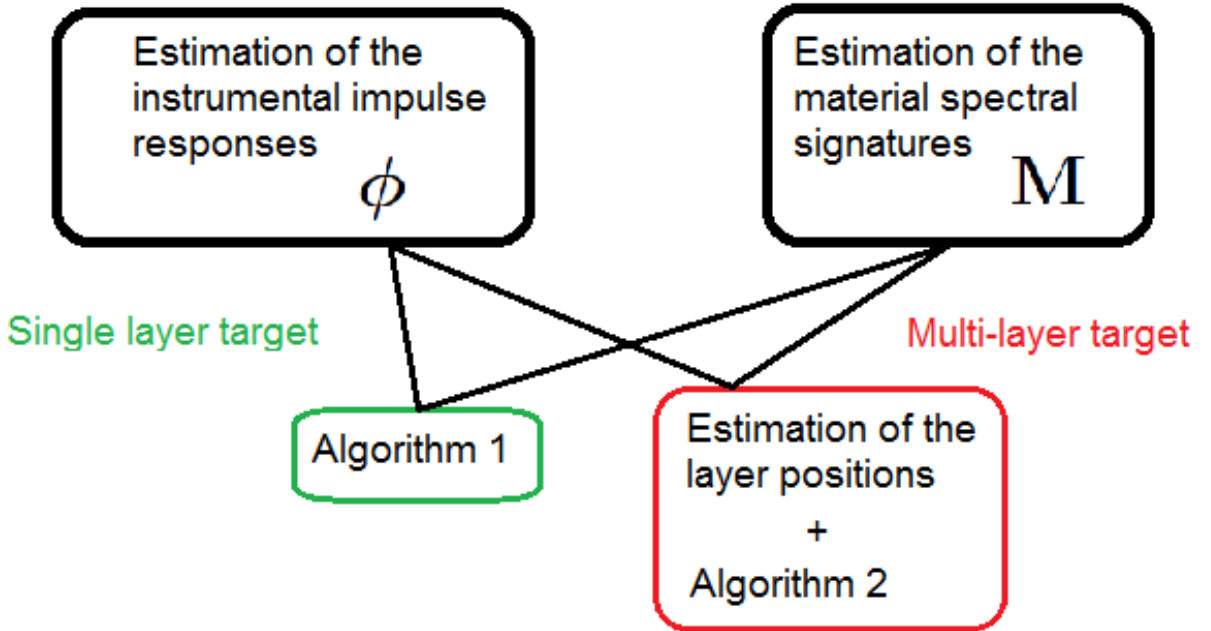 Estimation of the
instrumental impulse
responses
ϕ
Estimation of the
material spectral
signatures
M
Single layer target
Multi-layer target
Algorithm 1
Estimation of the
layer positions
+
Algorithm 2